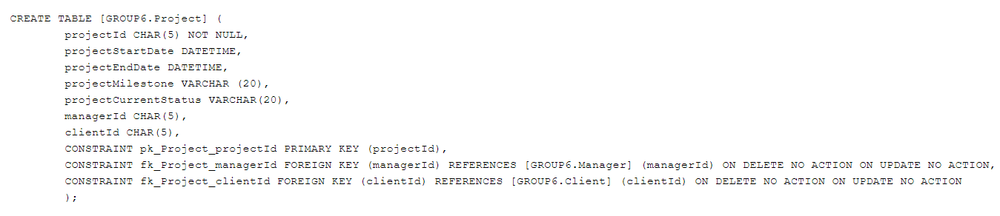 CREATE TABLE [GROUP6.Project] (
projectId CHAR(5) NOT NULL,
projectStartDate DATETIME,
projectEndDate DATETIME,
projectMilestone VARCHAR (20),
projectCurrentStatus VARCHAR(20),
managerId CHAR(5),
clientId CHAR(5),
CONSTRAINT pk_Project_projectId PRIMARY KEY (projectId),
CONSTRAINT fk_Project_managerId FOREIGN KEY (managerId) REFERENCES [GROUP6.Manager] (managerId) ON DELETE NO ACTION ON UPDATE NO ACTION,
CONSTRAINT fk_Project_clientId FOREIGN KEY (clientId) REFERENCES [GROUP6.Client] (clientId) ON DELETE NO ACTION ON UPDATE NO ACTION
);